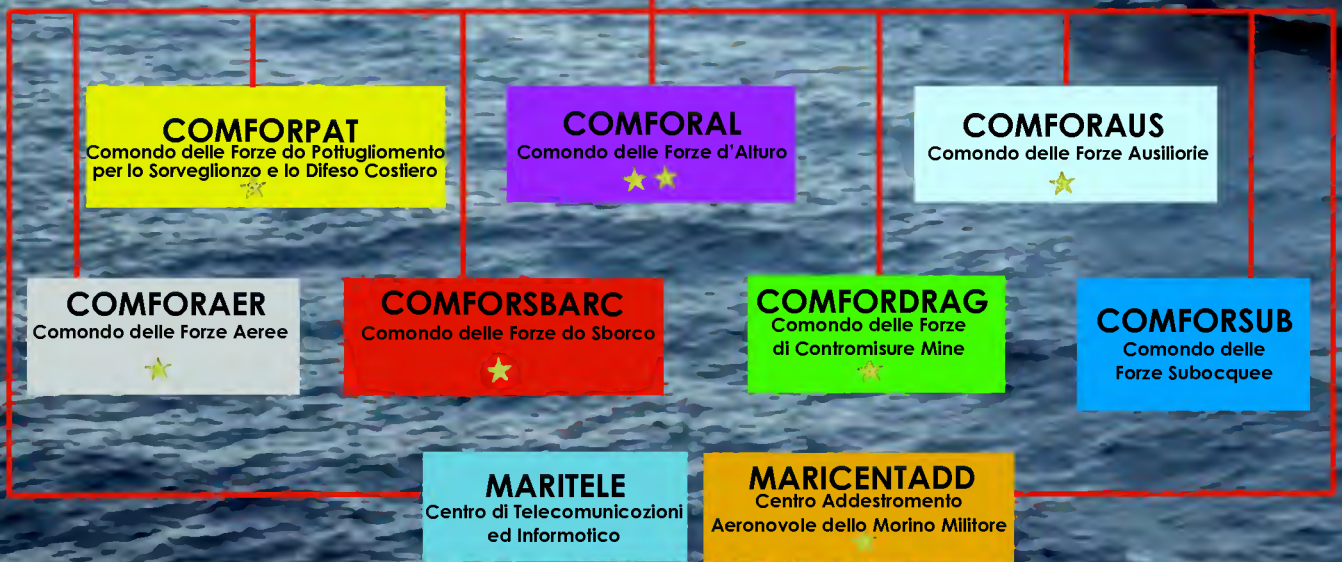 COMFORPAT
Comondo delle Forze do Pottugliomento
per lo Sorveglionzo e lo Difeso Costiero
COMFORAL
Comondo delle Forze d'Alturo
COMFORAUS
Comondo delle Forze Ausiliorie
COMFORAER
Comondo delle Forze Aeree
COMFORSBARC
Comondo delle Forze do Sborco
COMFORDRAG
Comondo delle Forze
di Contromisure Mine
COMFORSUB
Comondo delle
Forze Subocquee
MARITELE
Centro di Telecomunicozioni
ed Informotico
MARICENTADD
Centro Addestromento
Aeronovole dello Morino Militore